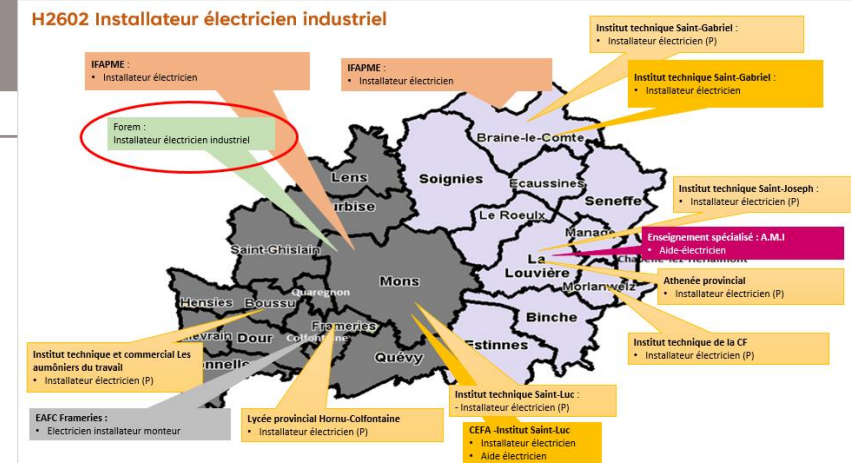 H2602 Installateur électricien industriel
Institut technique Saint-Gabriel :
• Installateur électricien (P)
IFAPME :
• Installateur électricien
IFAPME :
• Installateur électricien
Institut technique Saint-Gabriel :
• Installateur électricien
Forem :
Installateur électricien industriel
Braine-le-Comte
Lens
Soignies
Ecaussines
Seneffe
Institut technique Saint-Joseph :
• Installateur électricien (P)
urbise
Le Roeulx
Manage
Enseignement spécialisé : A.M.I
• Aide-électricien
Saint-Ghislain
La
Louvière
Mons
Morlanwelz
Athenée provincial
• Installateur électricien (P)
Quaregnon
Hensies
Boussu
Binche
Frameries
Colfontaine
Dour
Estinnes
Institut technique de la CF
• Installateur électricien (P)
Quévy
Institut technique et commercial Les
aumôniers du travail
• Installateur électricien (P)
Institut technique Saint-Luc :
- Installateur électricien (P)
EAFC Frameries :
• Electricien installateur monteur
Lycée provincial Hornu-Colfontaine
• Installateur électricien (P)
CEFA -Institut Saint-Luc
• Installateur électricien
• Aide électricien